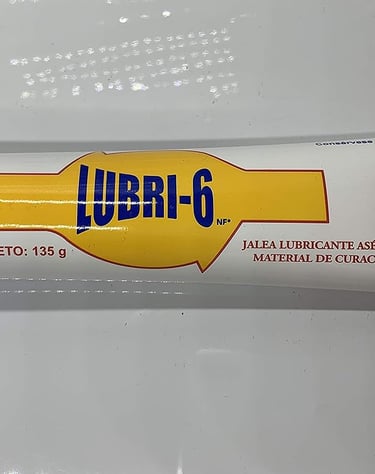 Conservese
LUBRI-6
NF*
ETO: 135 g
JALEA LUBRICANTE ASÉ
MATERIAL DE CURAC